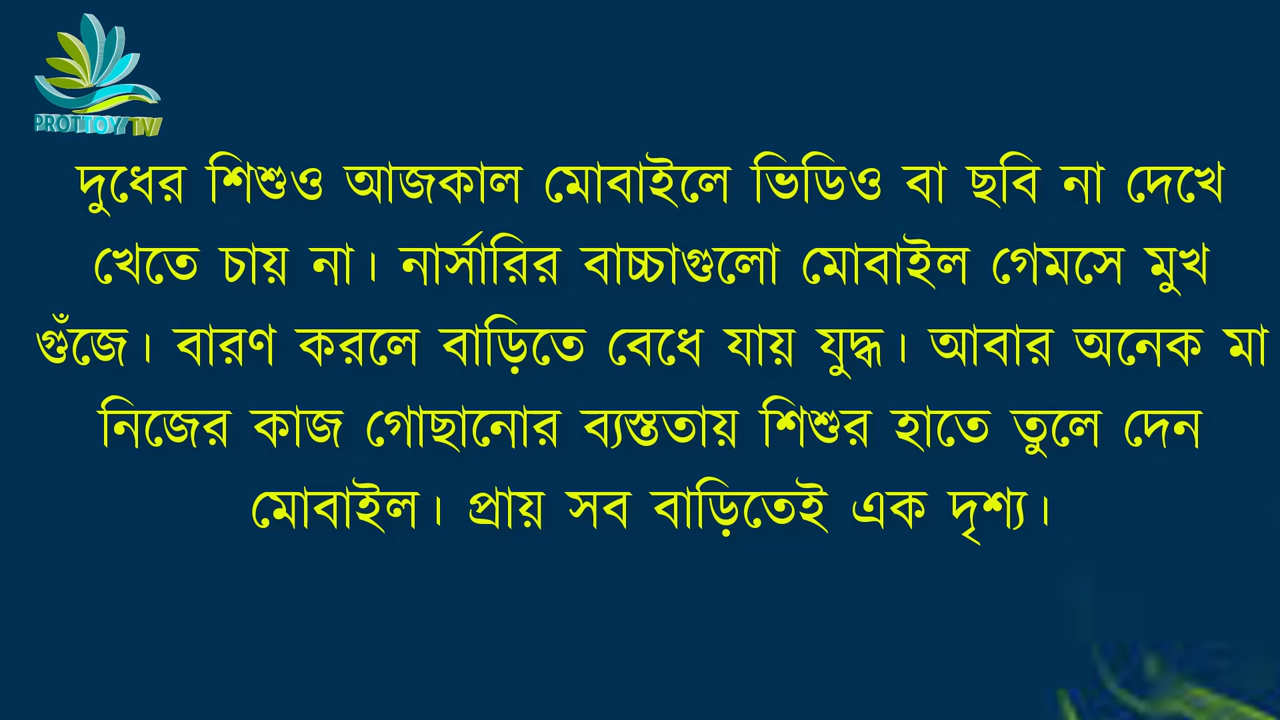 PROTTOY TV
দুধের শিশুও আজকাল মোবাইলে ভিডিও বা ছবি না দেখে
খেতে চায় না। নার্সারির বাচ্চাগুলো মোবাইল গেমসে মুখ
গুঁজে। বারণ করলে বাড়িতে বেধে যায় যুদ্ধ। আবার অনেক মা
নিজের কাজ গোছানোর ব্যস্ততায় শিশুর হাতে তুলে দেন
মোবাইল। প্রায় সব বাড়িতেই এক দৃশ্য।